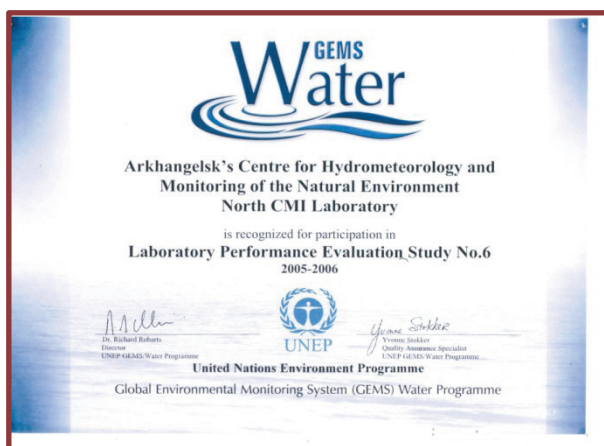 GEMS
Water
Arkhangelsk's Centre for Hydrometeorology and
Monitoring of the Natural Environment
North CMI Laboratory
is recognized for participation in
Laboratory Performance Evaluation Study No.6
2005-2006
Dr. Richard Robarts
Director
UNEP GEMS/Water Programme
UNEP
Yvonne Stokker
Yvonne Stokker
Quality Assurance Specialist
UNEP GEMS/Water Programme
United Nations Environment Programme
Global Environmental Monitoring System (GEMS) Water Programme